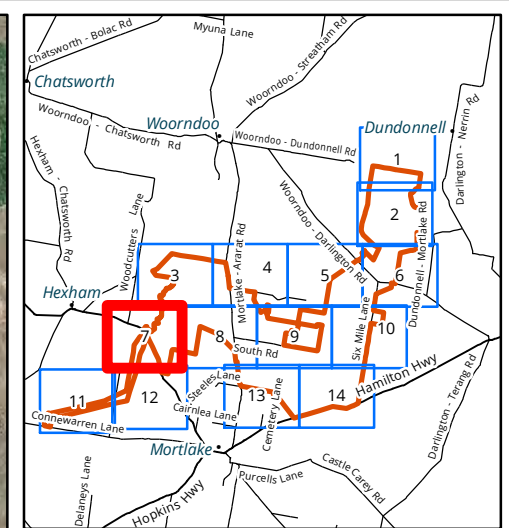 Myuna Lane
Chatsworth - Bolac Rd
Woorndoo - Streatham Rd
Chatsworth
Woorndoo - Chatsworth Rd
Woorndoo
Woorndoo - Dundonnell Rd
Dundonnell
Darlington - Nerrin Rd
Hexham - Chatsworth Rd
Woodcutters Lane
Woorndoo - Darlington Rd
1
2
Mortlake - Ararat Rd
Dundonnell - Mortlake Rd
3
4
5
6
Hexham
Six Mile Lane
7
8
9
10
South Rd
Hamilton Hwy
11
12
Steeles Lane
13
14
Cairnlea Lane
Cemetery Lane
Connewarren Lane
Darlington - Terang Rd
Mortlake
Delaneys Lane
Hopkins Hwy
Purcells Lane
Castle Carey Rd